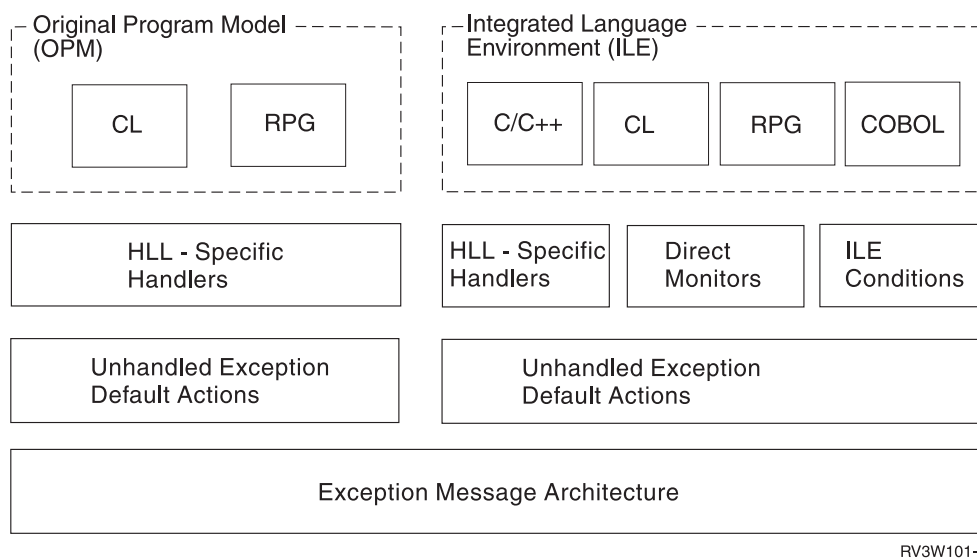 Original Program Model
(OPM)
CL
RPG
Integrated Language
Environment (ILE)
C/C++
CL
RPG
COBOL
HLL - Specific
Handlers
HLL - Specific
Handlers
Direct
Monitors
ILE
Conditions
Unhandled Exception
Default Actions
Unhandled Exception
Default Actions
Exception Message Architecture
RV3W101-